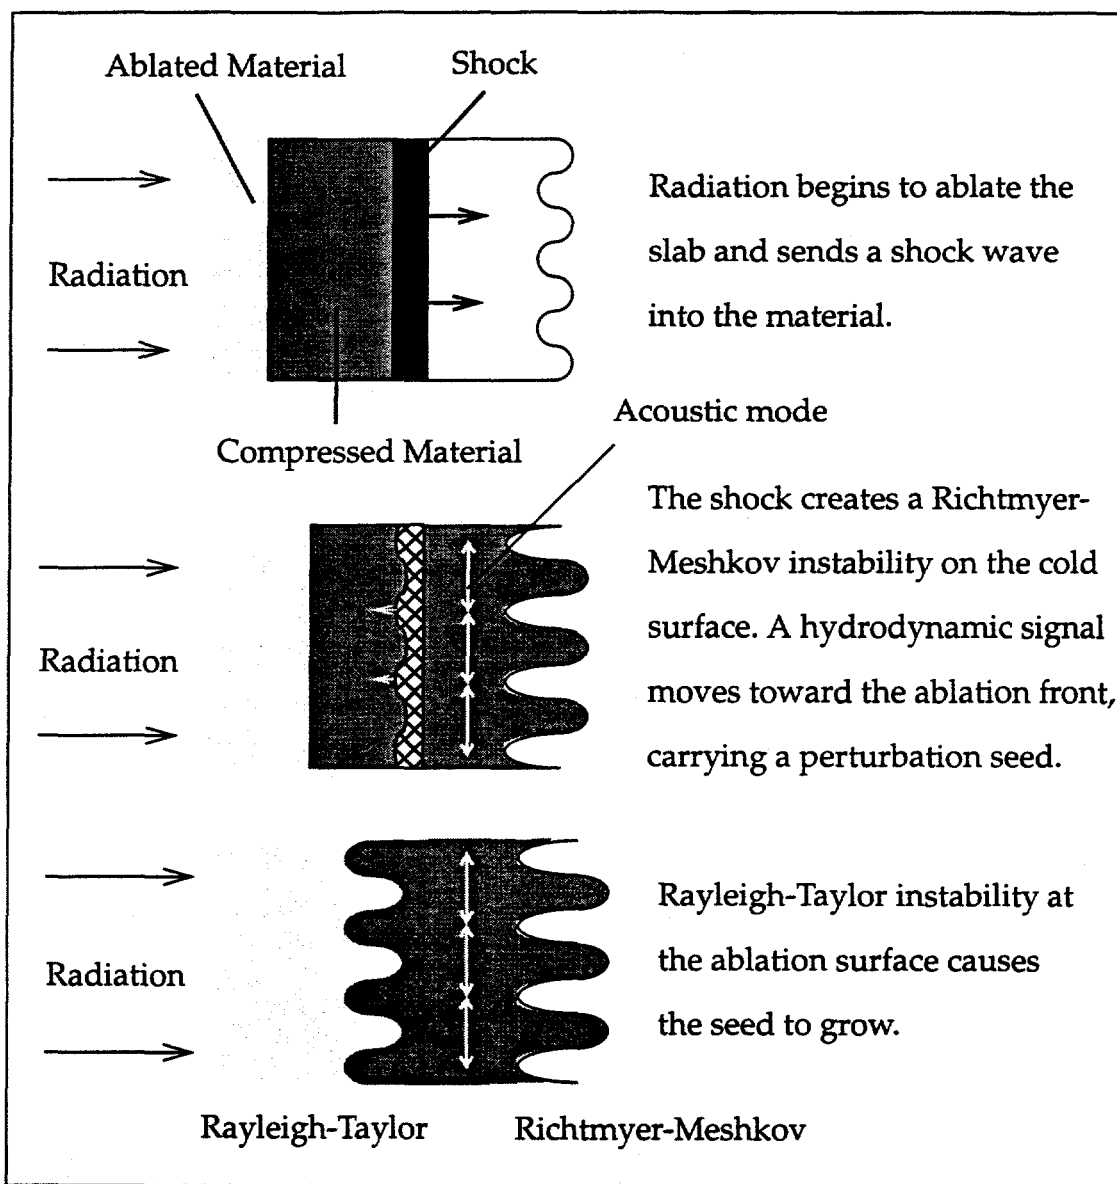 Ablated Material
Shock
Radiation
Radiation begins to ablate the
slab and sends a shock wave
into the material.
Compressed Material
Acoustic mode
Radiation
The shock creates a Richtmyer-
Meshkov instability on the cold
surface. A hydrodynamic signal
moves toward the ablation front,
carrying a perturbation seed.
Radiation
Rayleigh-Taylor instability at
the ablation surface causes
the seed to grow.
Rayleigh-Taylor
Richtmyer-Meshkov